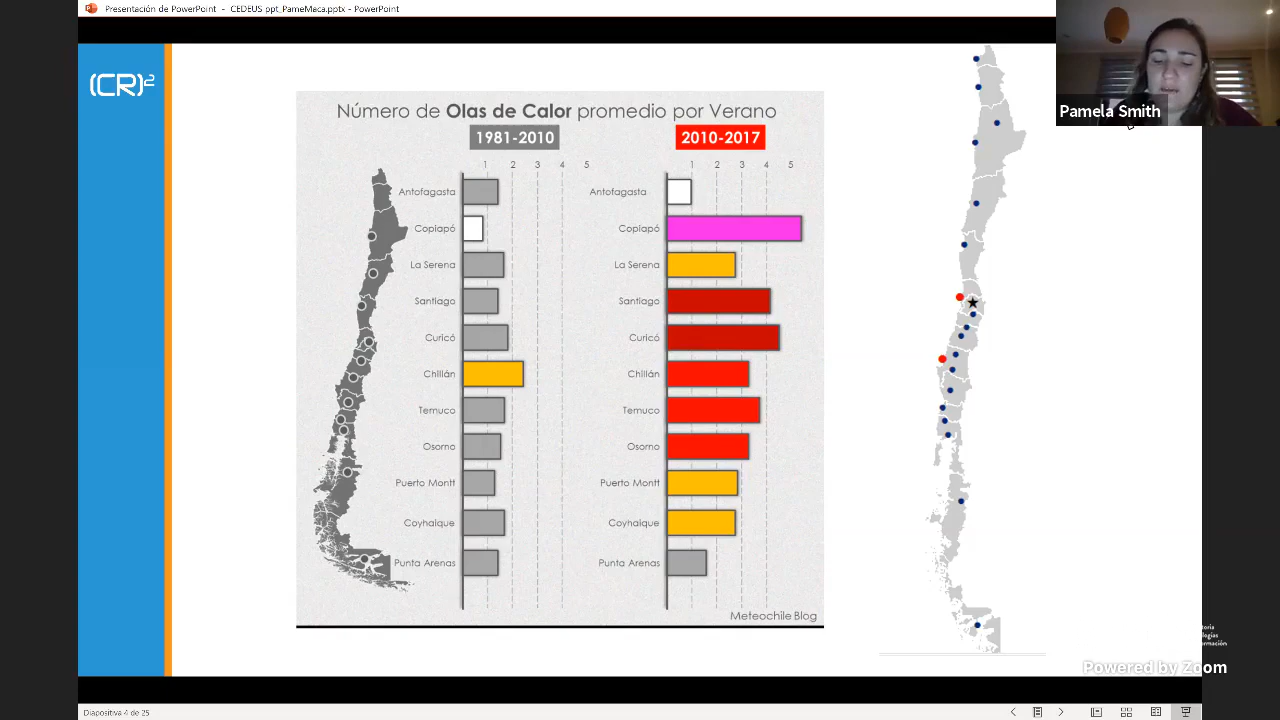 Presentación de PowerPoint - CEDEUS ppt_PameMaca.pptx - PowerPoint
(CR)²
Pamela Smith
Número de Olas de Calor promedio por Verano
1981-2010
2010-2017
1 2 3 4 5
1 2 3 4 5
Antofagasta
Antofagasta
Copiapó
Copiapó
La Serena
La Serena
Santiago
Santiago
Curicó
Curicó
Chillán
Chillán
Temuco
Temuco
Osorno
Osorno
Puerto Montt
Puerto Montt
Coyhaique
Coyhaique
Punta Arenas
Punta Arenas
Meteochile Blog
Powered by Zoom
Diapositiva 4 de 25